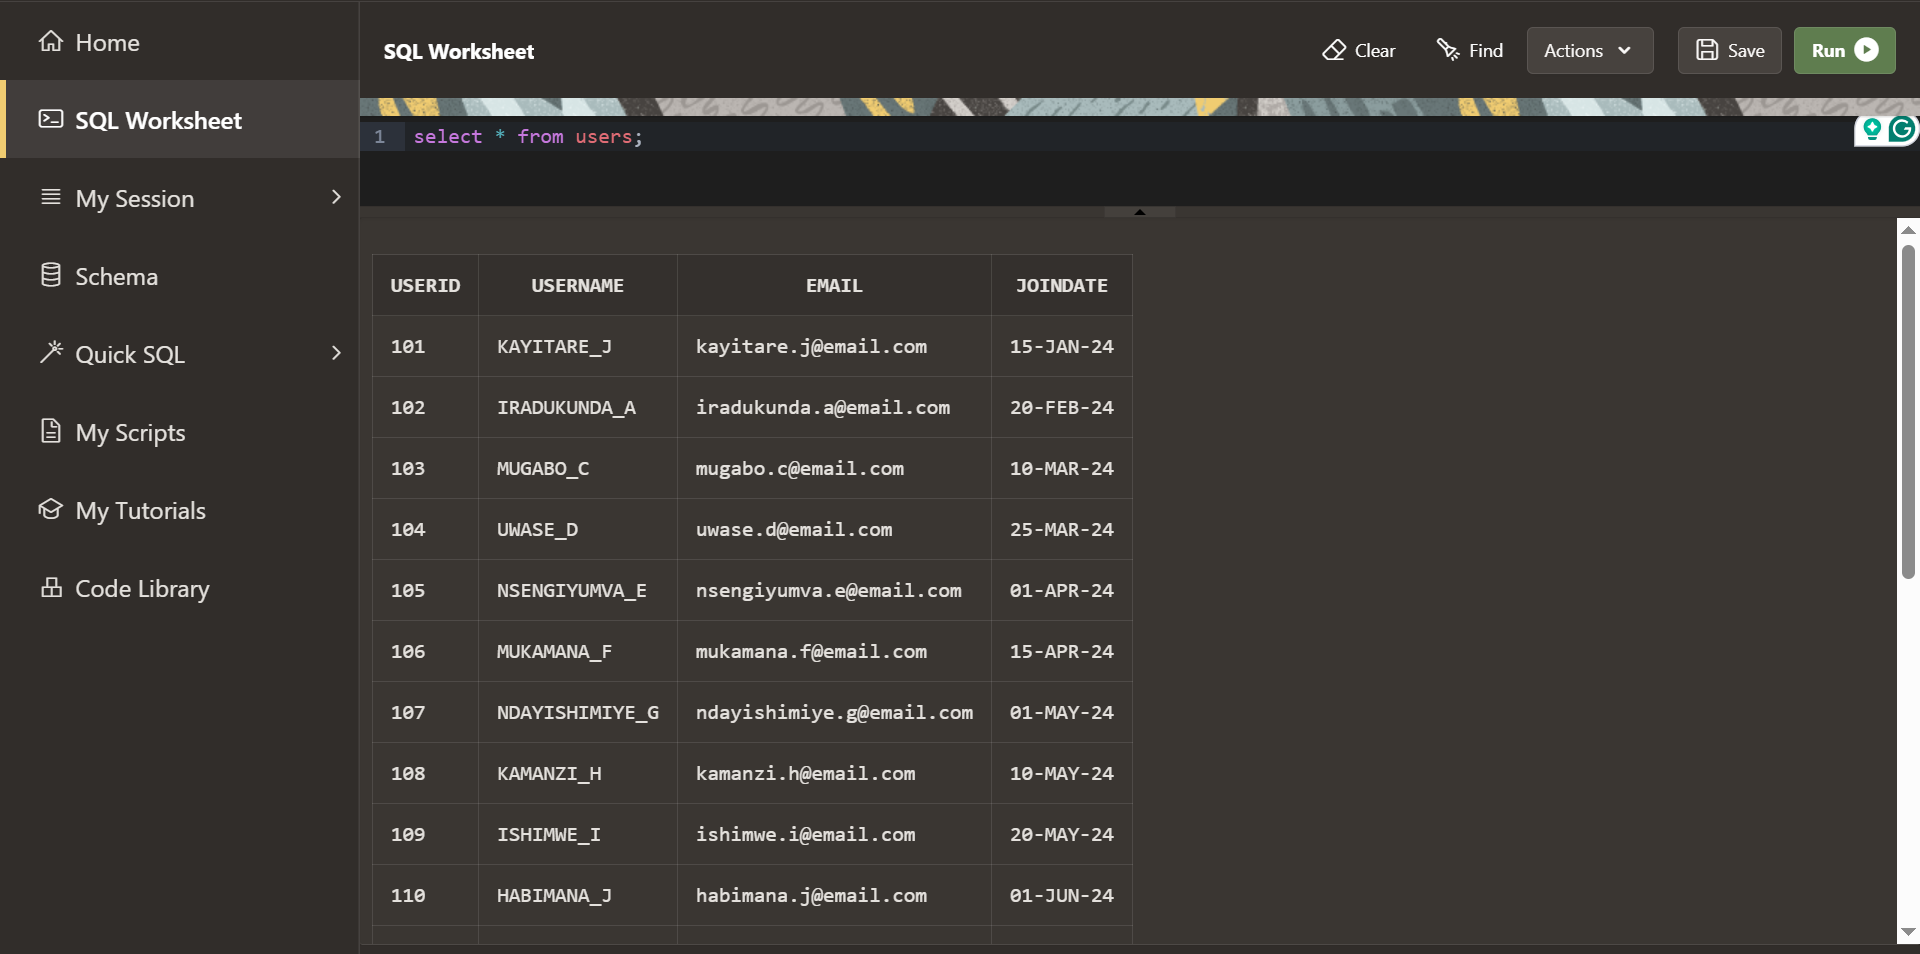 Home
SQL Worksheet
My Session
Schema
Quick SQL
My Scripts
My Tutorials
Code Library
SQL Worksheet
Clear
Find
Actions
Save
Run
1 select * from users;
USERID USERNAME EMAIL JOINDATE
101 KAYITARE_J kayitare.j@email.com 15-JAN-24
102 IRADUKUNDA_A iradukunda.a@email.com 20-FEB-24
103 MUGABO_C mugabo.c@email.com 10-MAR-24
104 UWASE_D uwase.d@email.com 25-MAR-24
105 NSENGIYUMVA_E nsengiyumva.e@email.com 01-APR-24
106 MUKAMANA_F mukamana.f@email.com 15-APR-24
107 NDAYISHIMIYE_G ndayishimiye.g@email.com 01-MAY-24
108 KAMANZI_H kamanzi.h@email.com 10-MAY-24
109 ISHIMWE_I ishimwe.i@email.com 20-MAY-24
110 HABIMANA_J habimana.j@email.com 01-JUN-24